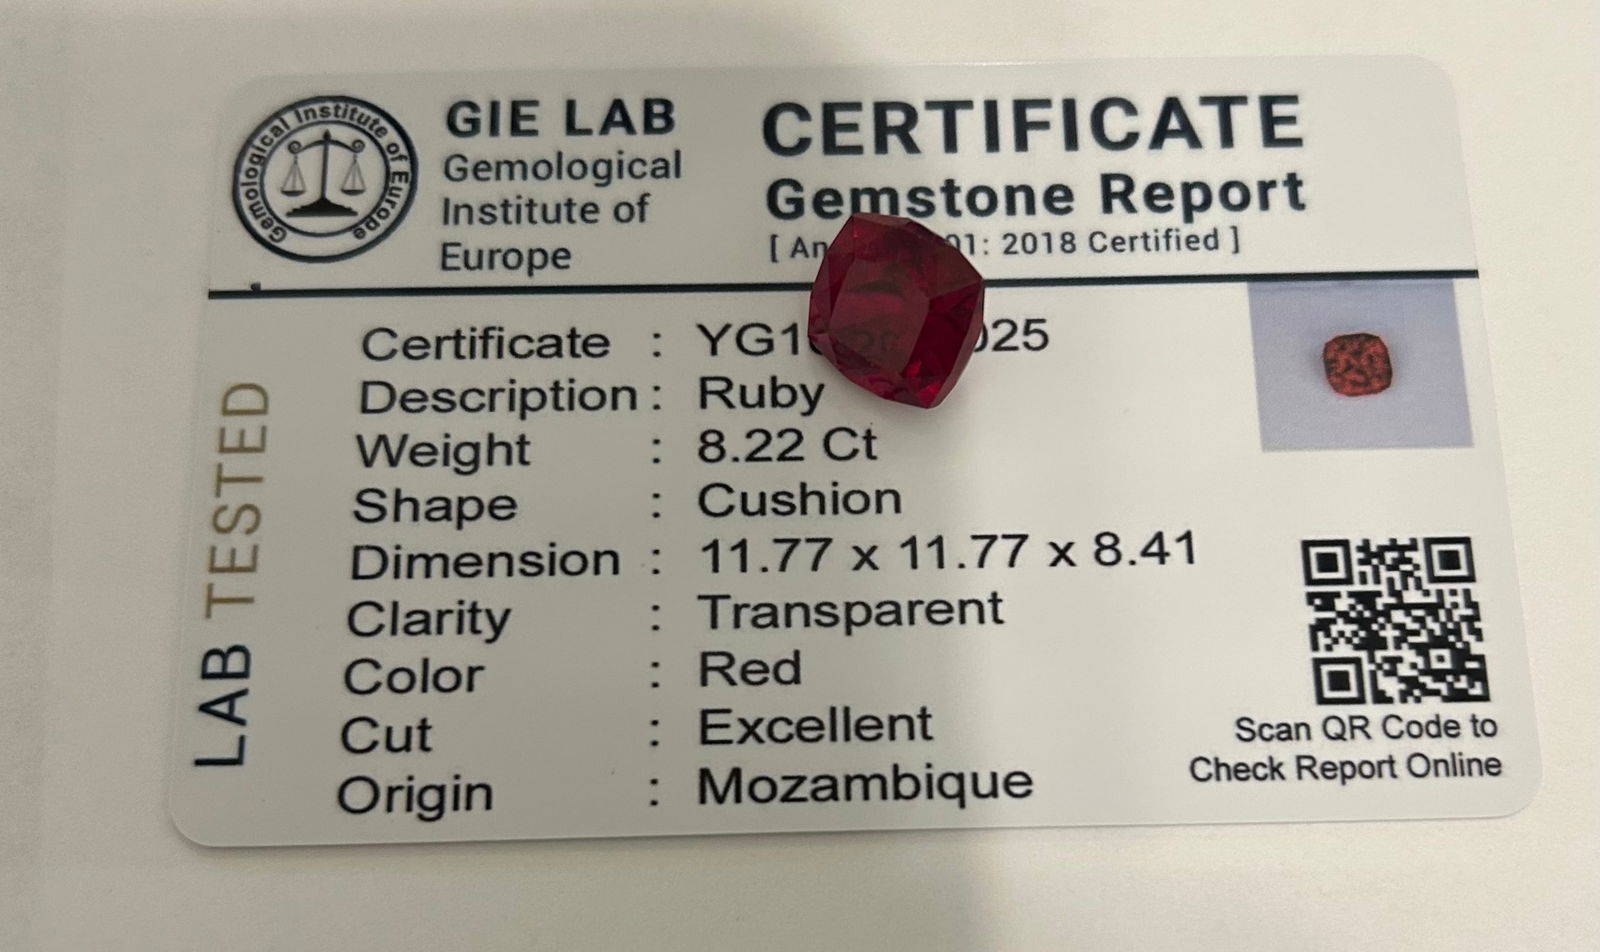 Gemological Institute of Europe
GIE LAB
Gemological
Institute of
Europe
CERTIFICATE
Gemstone Report
[ An 01: 2018 Certified ]
LAB TESTED
Certificate : YG1 025
Description : Ruby
Weight : 8.22 Ct
Shape : Cushion
Dimension : 11.77 x 11.77 x 8.41
Clarity : Transparent
Color : Red
Cut : Excellent
Origin : Mozambique
Scan QR Code to
Check Report Online